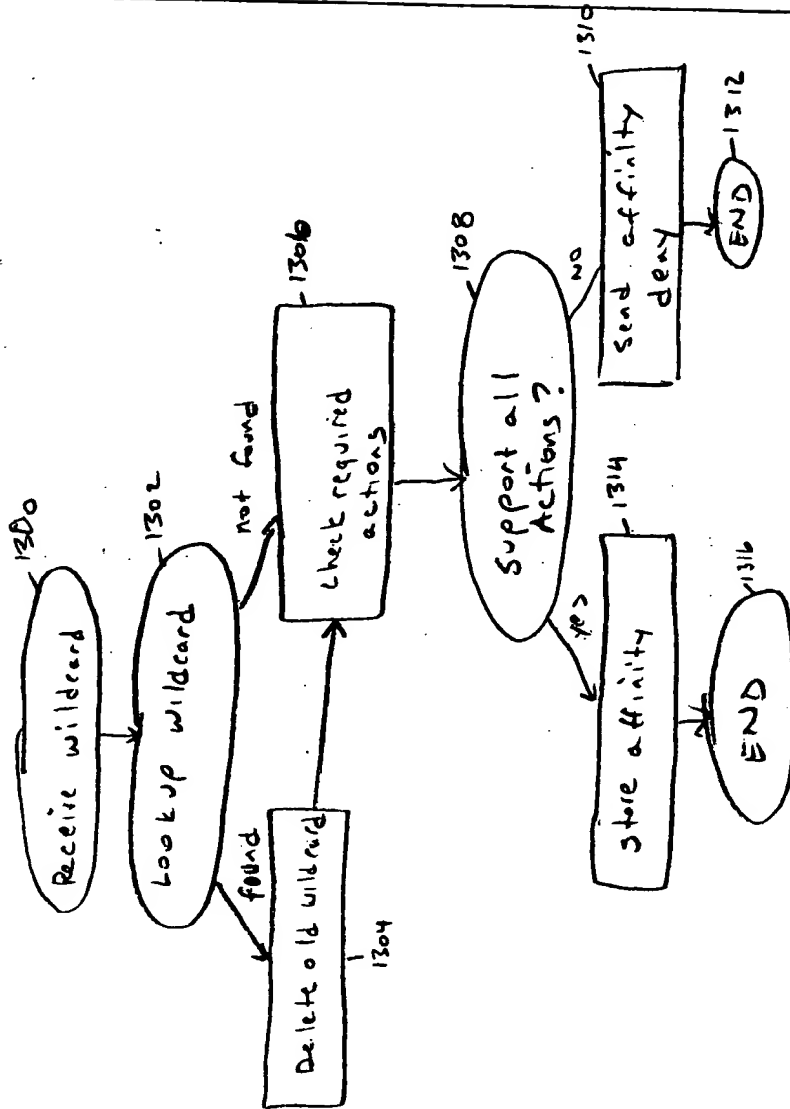 1300
Receive wildcard
1302
Lookup wildcard
found
not found
Delete old wildcard
1304
1306
check required
actions
1308
Support all
Actions?
yes
NO
1314
Store affinity
1310
Send affinity
deny
1316
END
1312
END